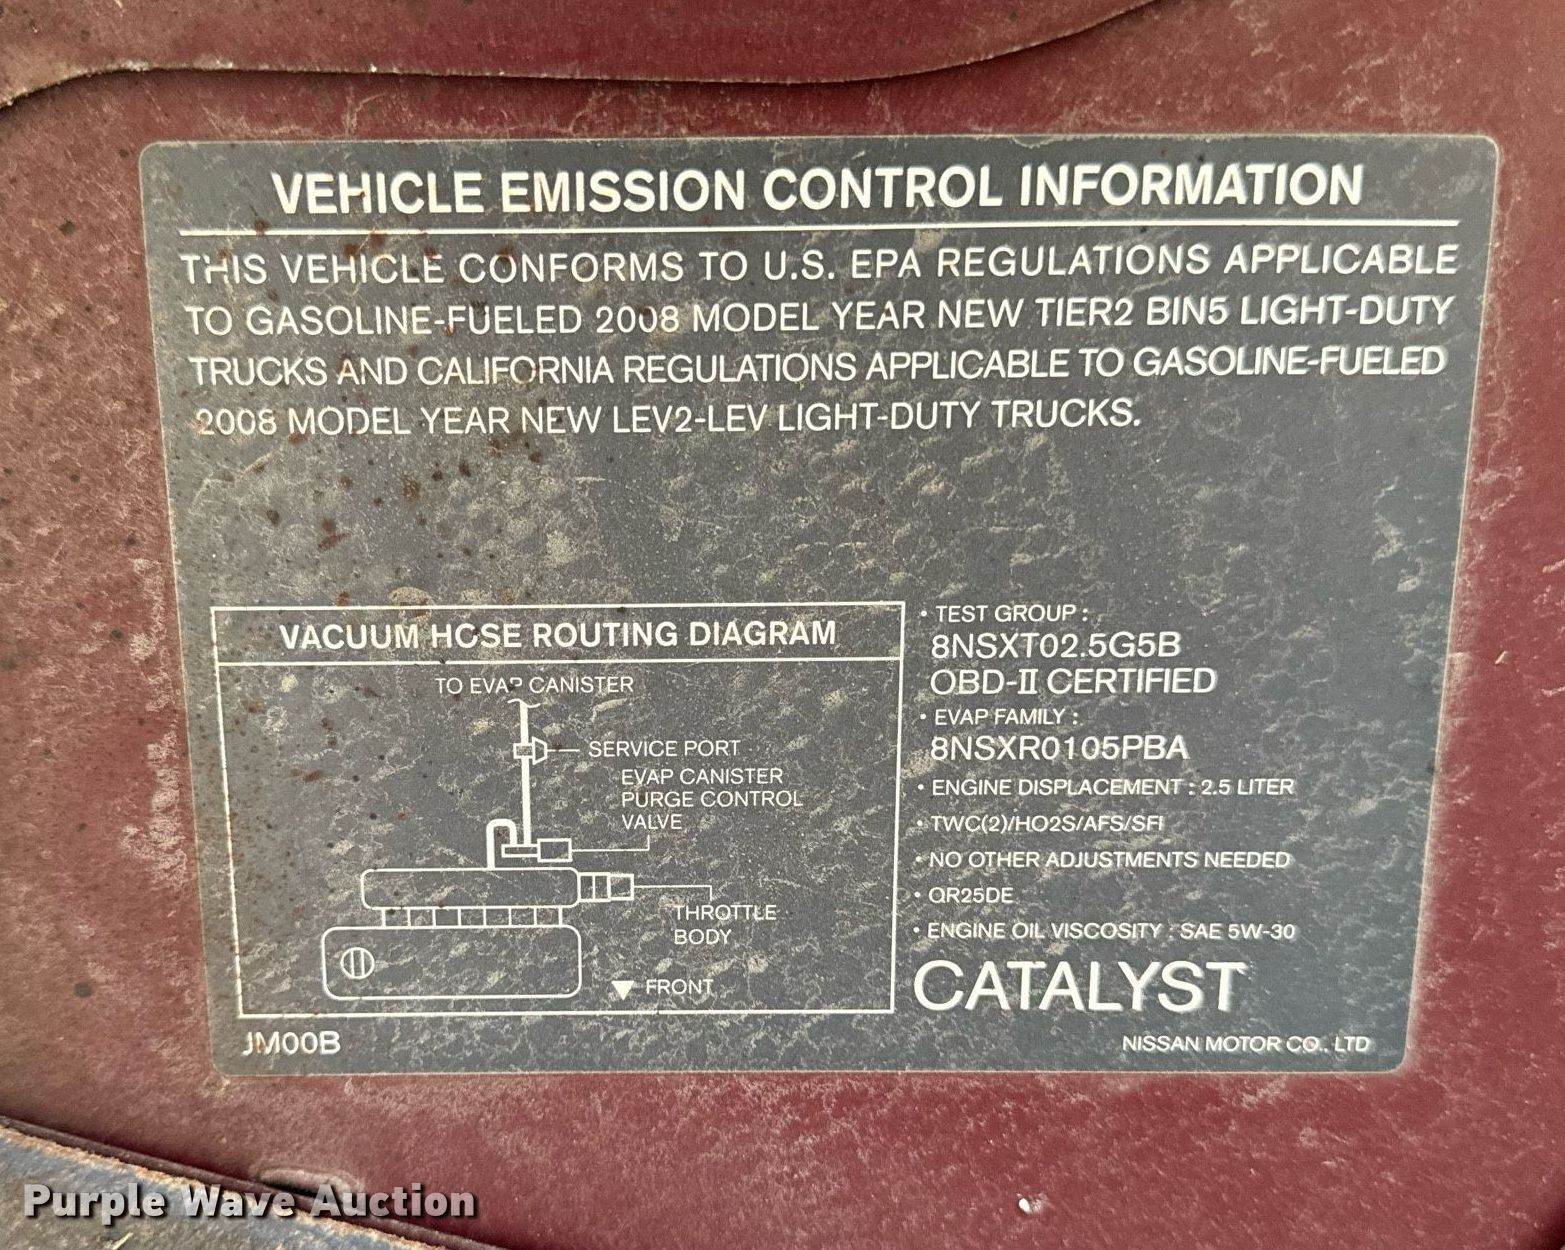 VEHICLE EMISSION CONTROL INFORMATION
THIS VEHICLE CONFORMS TO U.S. EPA REGULATIONS APPLICABLE
TO GASOLINE-FUELED 2008 MODEL YEAR NEW TIER2 BIN5 LIGHT-DUTY
TRUCKS AND CALIFORNIA REGULATIONS APPLICABLE TO GASOLINE-FUELED
2008 MODEL YEAR NEW LEV2-LEV LIGHT-DUTY TRUCKS.
VACUUM HOSE ROUTING DIAGRAM
TO EVAP CANISTER
SERVICE PORT
EVAP CANISTER
PURGE CONTROL
VALVE
THROTTLE
BODY
▼ FRONT
JM00B
• TEST GROUP :
8NSXT02.5G5B
OBD-II CERTIFIED
• EVAP FAMILY :
8NSXR0105PBA
• ENGINE DISPLACEMENT : 2.5 LITER
• TWC(2)/HO2S/AFS/SFI
• NO OTHER ADJUSTMENTS NEEDED
• QR25DE
• ENGINE OIL VISCOSITY : SAE 5W-30
CATALYST
NISSAN MOTOR CO., LTD
Purple Wave Auction